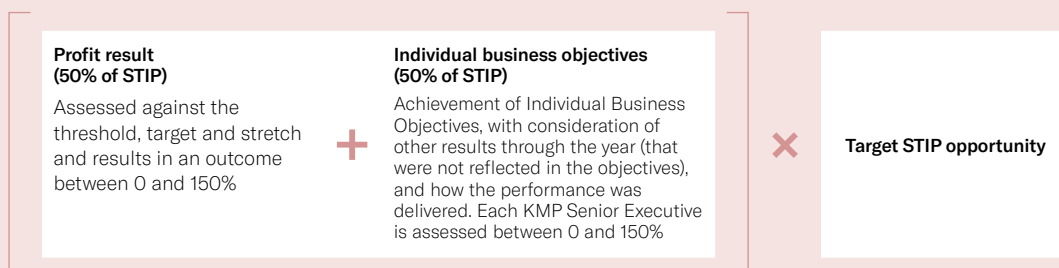 Profit result
(50% of STIP)
Assessed against the
threshold, target and stretch
and results in an outcome
between 0 and 150%
+
Individual business objectives
(50% of STIP)
Achievement of Individual Business
Objectives, with consideration of
other results through the year (that
were not reflected in the objectives),
and how the performance was
delivered. Each KMP Senior Executive
is assessed between 0 and 150%
×
Target STIP opportunity